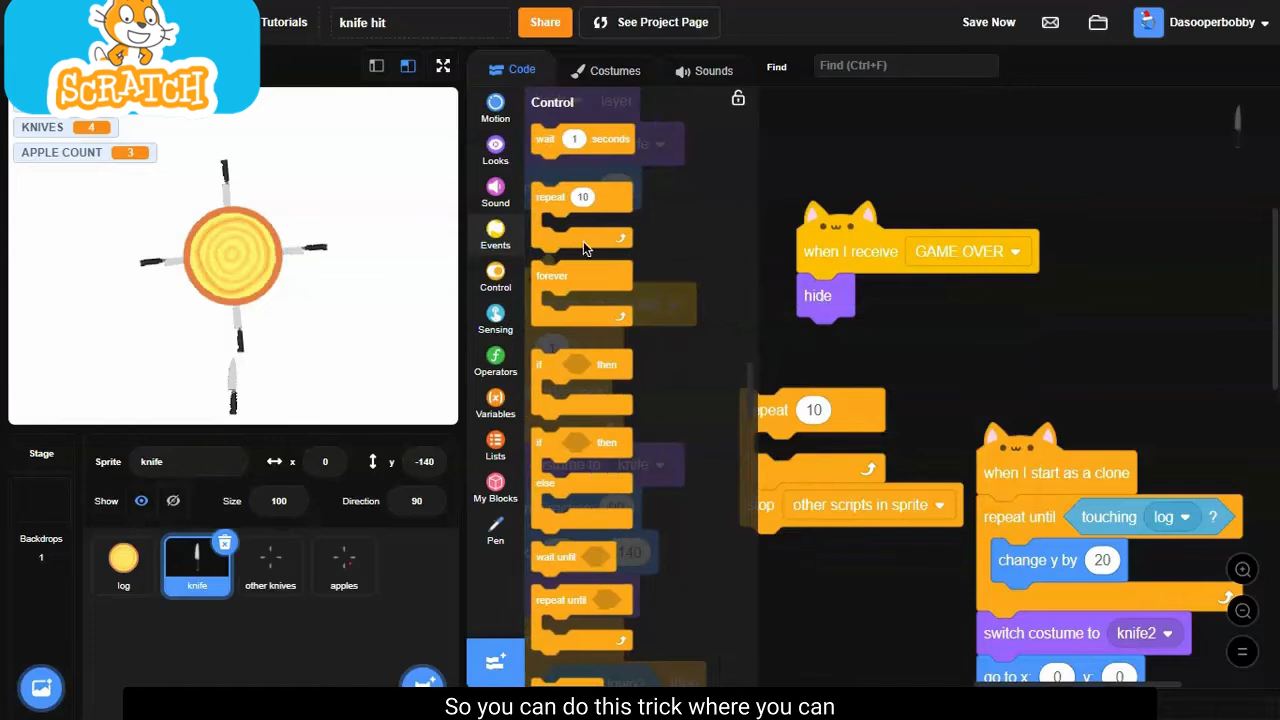 SCRATCH
Tutorials
knife hit
Share
See Project Page
Save Now
Dasooperbobby
Code
Costumes
Sounds
Find
Find (Ctrl+F)
KNIVES 4
APPLE COUNT 3
Motion
Looks
Sound
Events
Control
Sensing
Operators
Variables
Lists
My Blocks
Pen
Control
layer
wait 1 seconds
repeat 10
forever
if then
if then
else
wait until
repeat until
140
when I receive GAME OVER
hide
peat 10
other scripts in sprite
when I start as a clone
repeat until touching log ?
change y by 20
switch costume to knife2
go to x: 0 y: 0
Stage
Backdrops
1
Sprite knife x 0 y -140
Show Size 100 Direction 90
log
knife
other knives
apples
So you can do this trick where you can